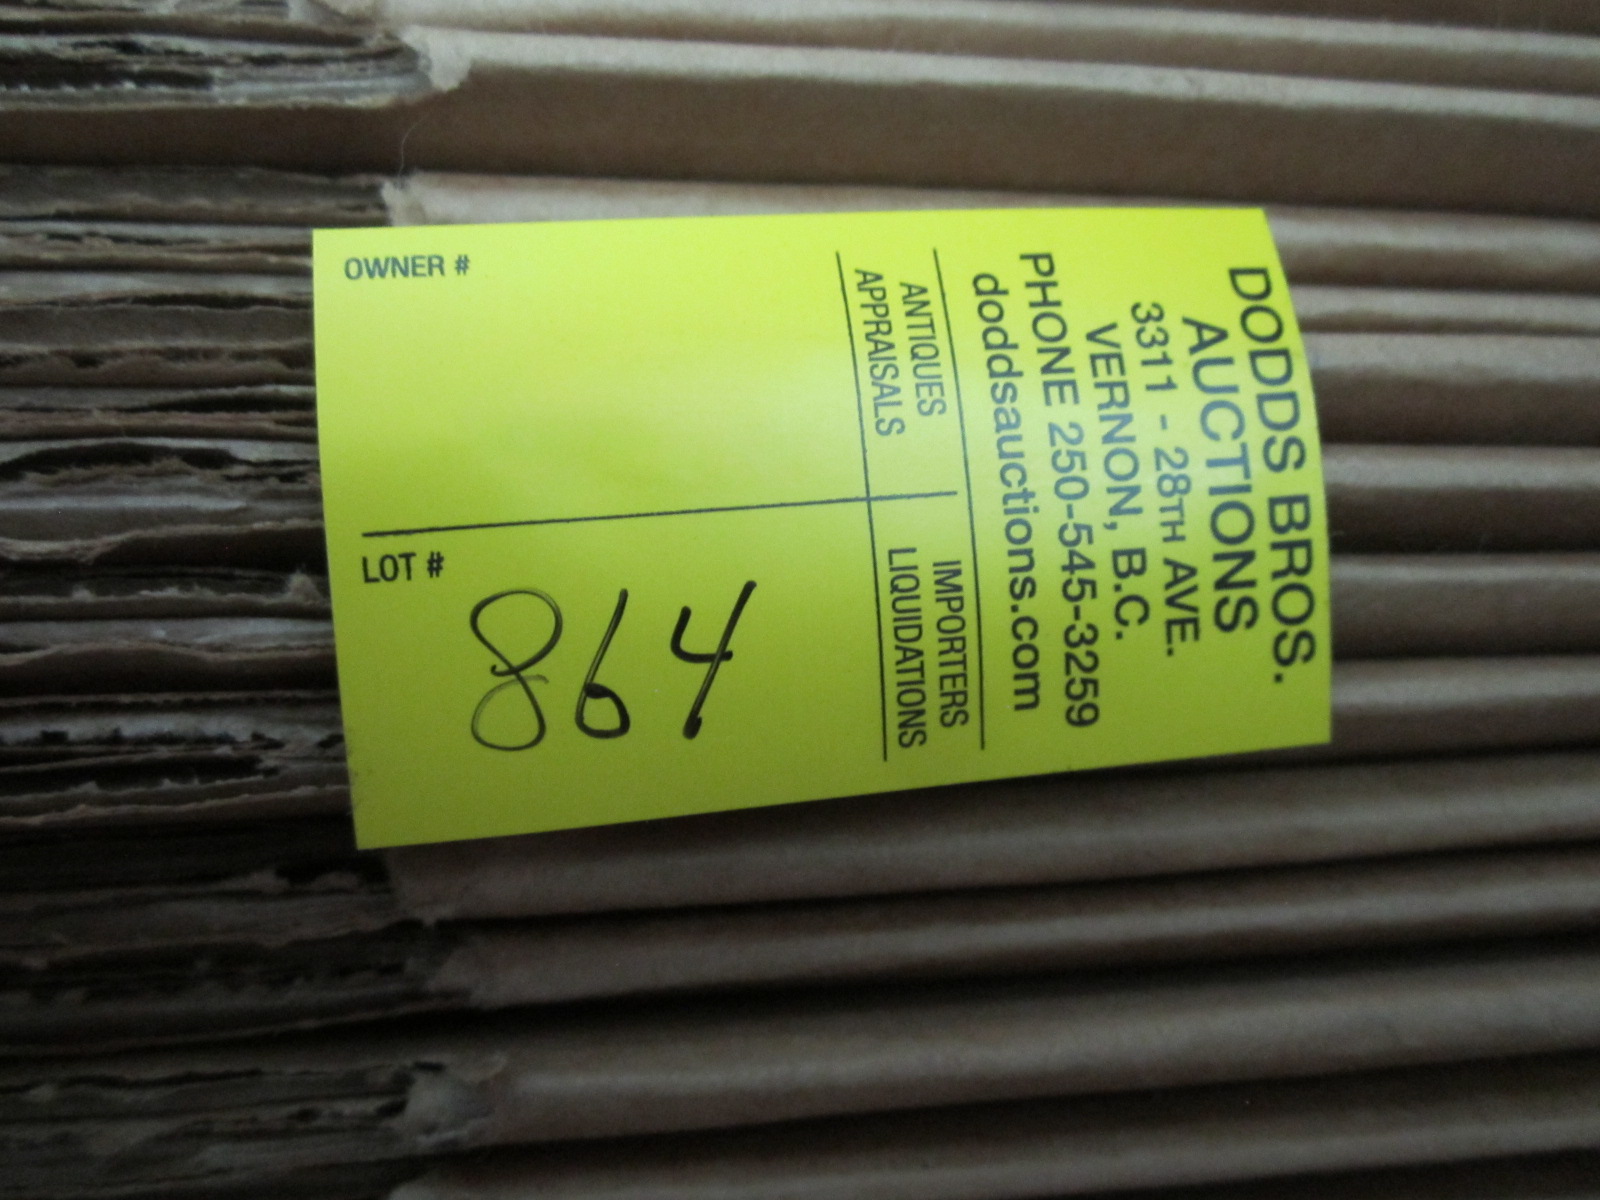 DODDS BROS.
AUCTIONS
3311 - 28TH AVE.
VERNON, B.C.
PHONE 250-545-3259
doddsauctions.com
ANTIQUES
APPRAISALS
IMPORTERS
LIQUIDATIONS
OWNER #
LOT #
864